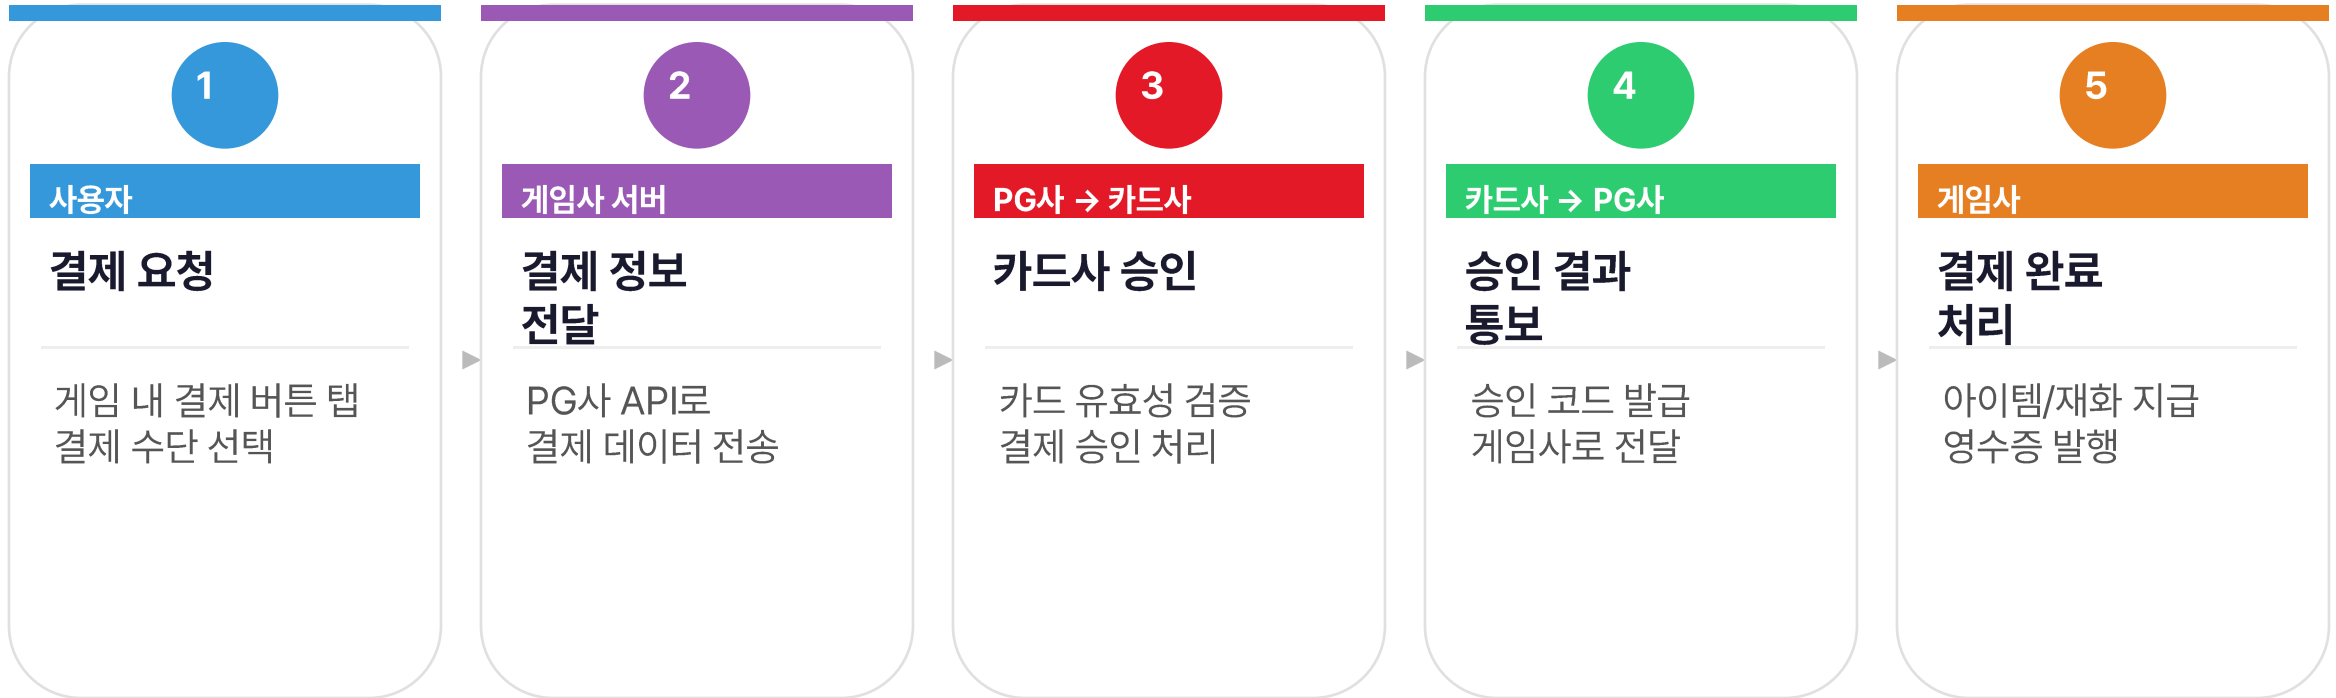 1
사용자
결제 요청
게임 내 결제 버튼 탭
결제 수단 선택
2
게임사 서버
결제 정보
전달
PG사 API로
결제 데이터 전송
3
PG사 → 카드사
카드사 승인
카드 유효성 검증
결제 승인 처리
4
카드사 → PG사
승인 결과
통보
승인 코드 발급
게임사로 전달
5
게임사
결제 완료
처리
아이템/재화 지급
영수증 발행